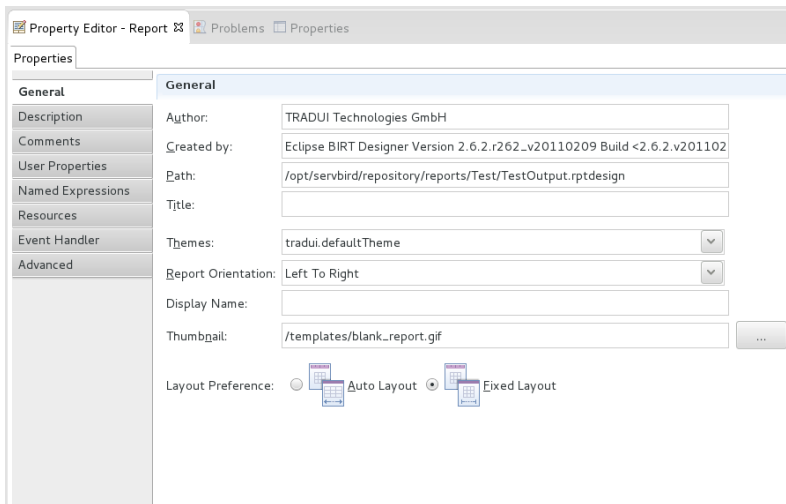 Property Editor - Report
Problems
Properties
Properties
General
Description
Comments
User Properties
Named Expressions
Resources
Event Handler
Advanced
General
Author: TRADUI Technologies GmbH
Created by: Eclipse BIRT Designer Version 2.6.2.r262_v20110209 Build <2.6.2.v201102
Path: /opt/servbird/repository/reports/Test/TestOutput.rptdesign
Title:
Themes: tradui.defaultTheme
Report Orientation: Left To Right
Display Name:
Thumbnail: /templates/blank_report.gif ...
Layout Preference: Auto Layout Fixed Layout